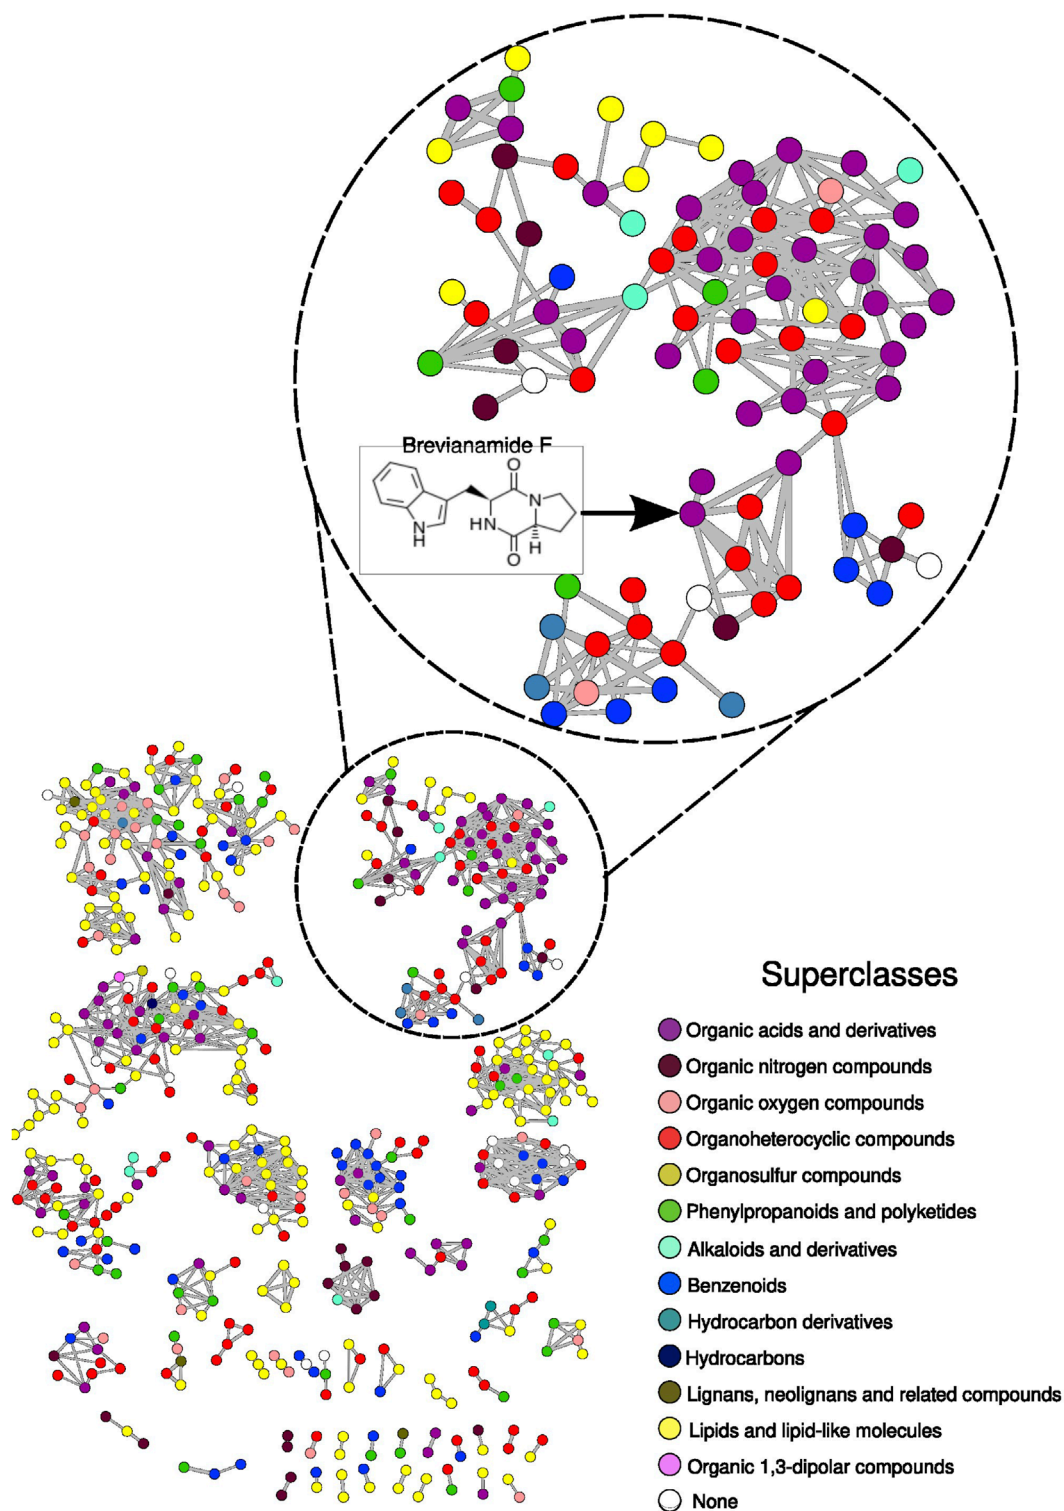 Brevianamide F
O
N
HN
N
H
O
H
Superclasses
Organic acids and derivatives
Organic nitrogen compounds
Organic oxygen compounds
Organoheterocyclic compounds
Organosulfur compounds
Phenylpropanoids and polyketides
Alkaloids and derivatives
Benzenoids
Hydrocarbon derivatives
Hydrocarbons
Lignans, neolignans and related compounds
Lipids and lipid-like molecules
Organic 1,3-dipolar compounds
None